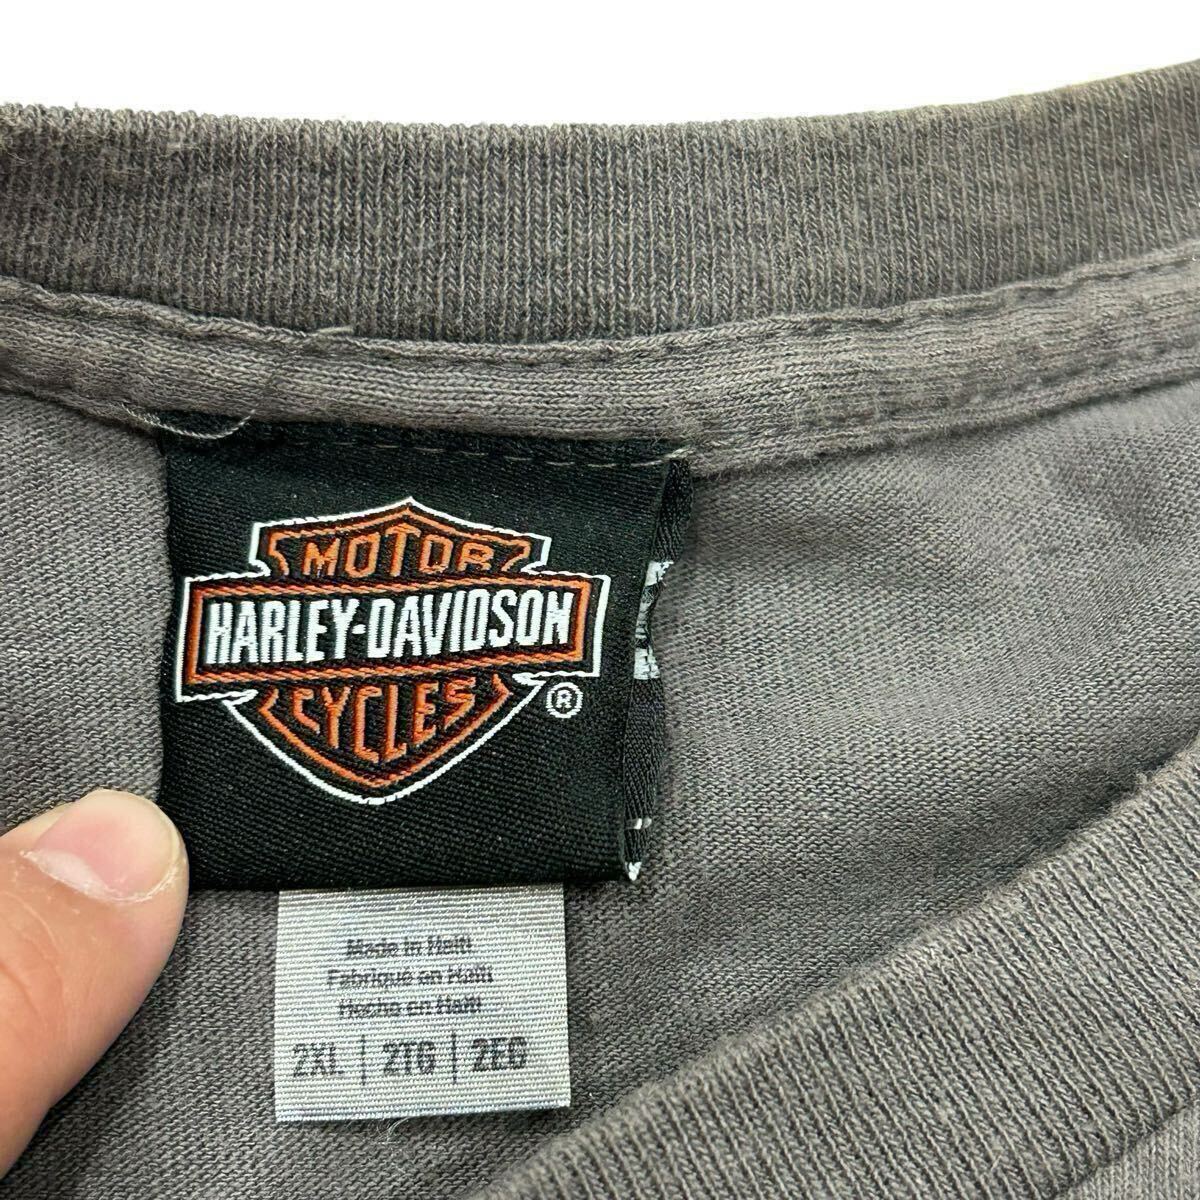 MOTOR
HARLEY-DAVIDSON
CYCLES
®
Made in Haiti
Fabriqué en Haïti
Hecho en Haití
2XL | 2TG | 2EG